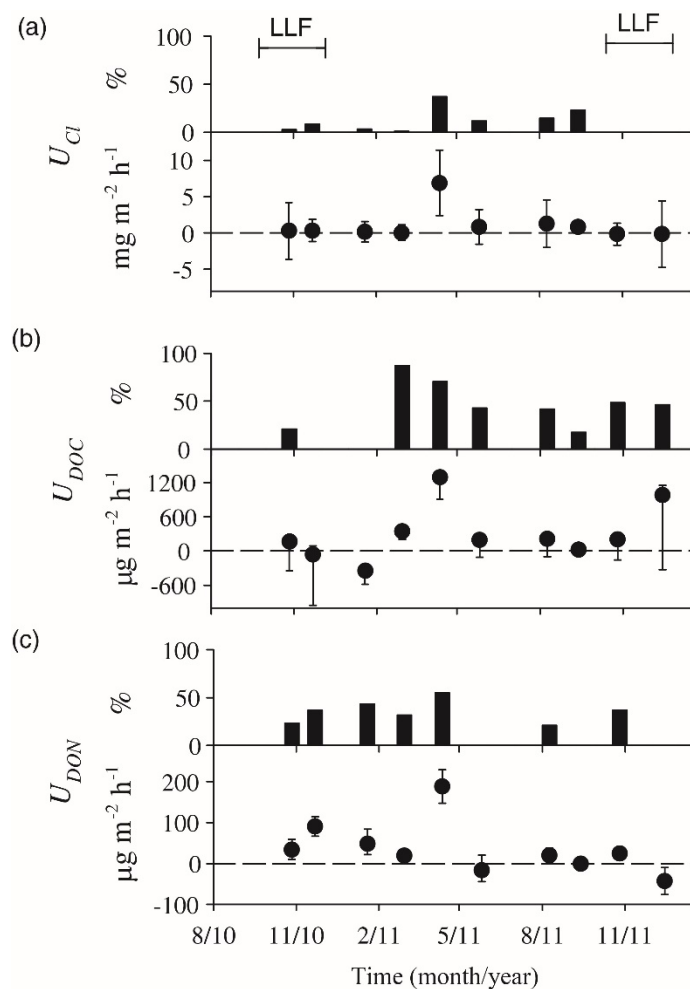 (a)
LLF
LLF
100
50
0
%
U_Cl
10
5
0
-5
mg m⁻² h⁻¹
(b)
100
50
0
%
U_DOC
1200
600
0
-600
µg m⁻² h⁻¹
(c)
100
50
0
%
U_DON
200
100
0
-100
µg m⁻² h⁻¹
8/10 11/10 2/11 5/11 8/11 11/11
Time (month/year)